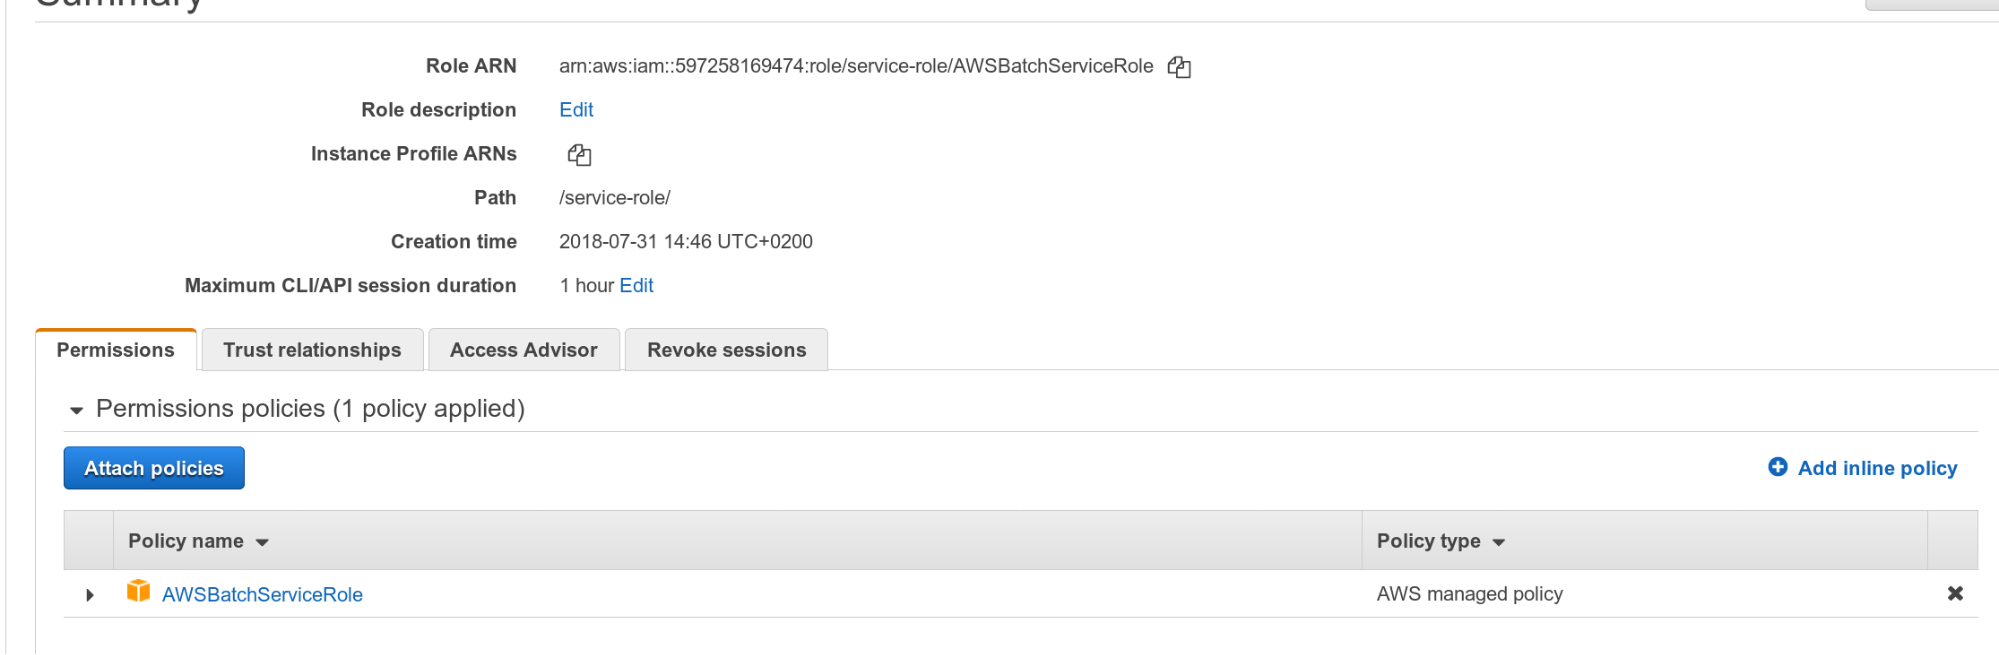 Summary
Role ARN arn:aws:iam::597258169474:role/service-role/AWSBatchServiceRole
Role description Edit
Instance Profile ARNs
Path /service-role/
Creation time 2018-07-31 14:46 UTC+0200
Maximum CLI/API session duration 1 hour Edit
Permissions Trust relationships Access Advisor Revoke sessions
Permissions policies (1 policy applied)
Attach policies Add inline policy
Policy name Policy type
AWSBatchServiceRole AWS managed policy